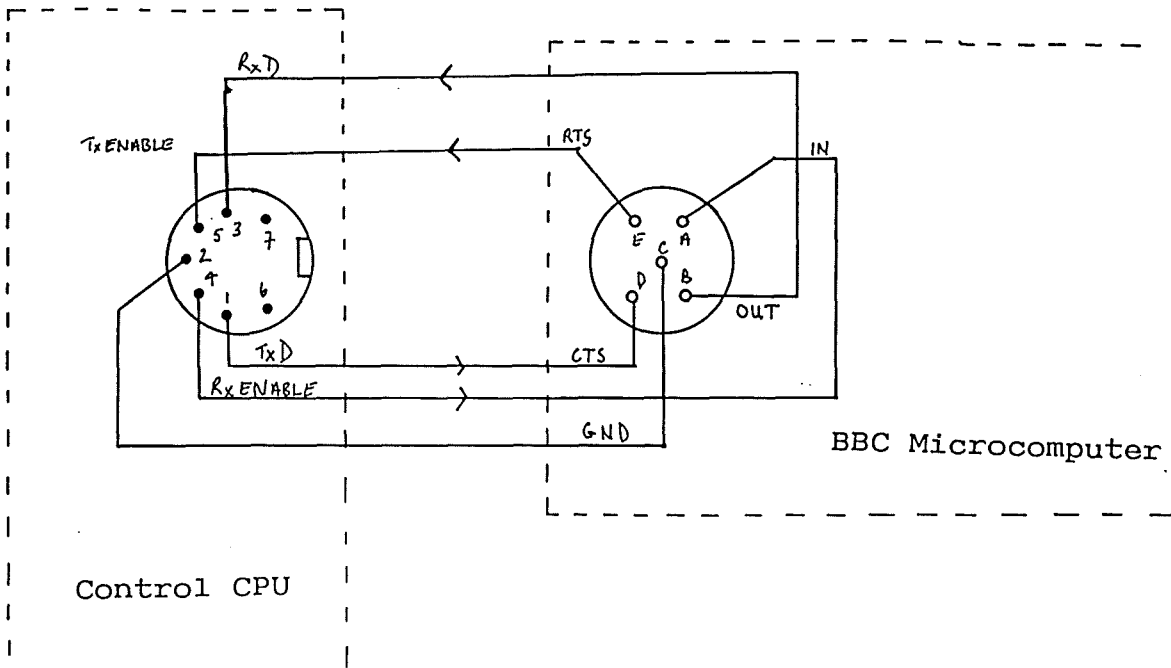 RxD
TxENABLE
RTS
IN
5 3 7
E A
2
C
4 1 6
D B
OUT
TxD
CTS
RxENABLE
GND
BBC Microcomputer
Control CPU